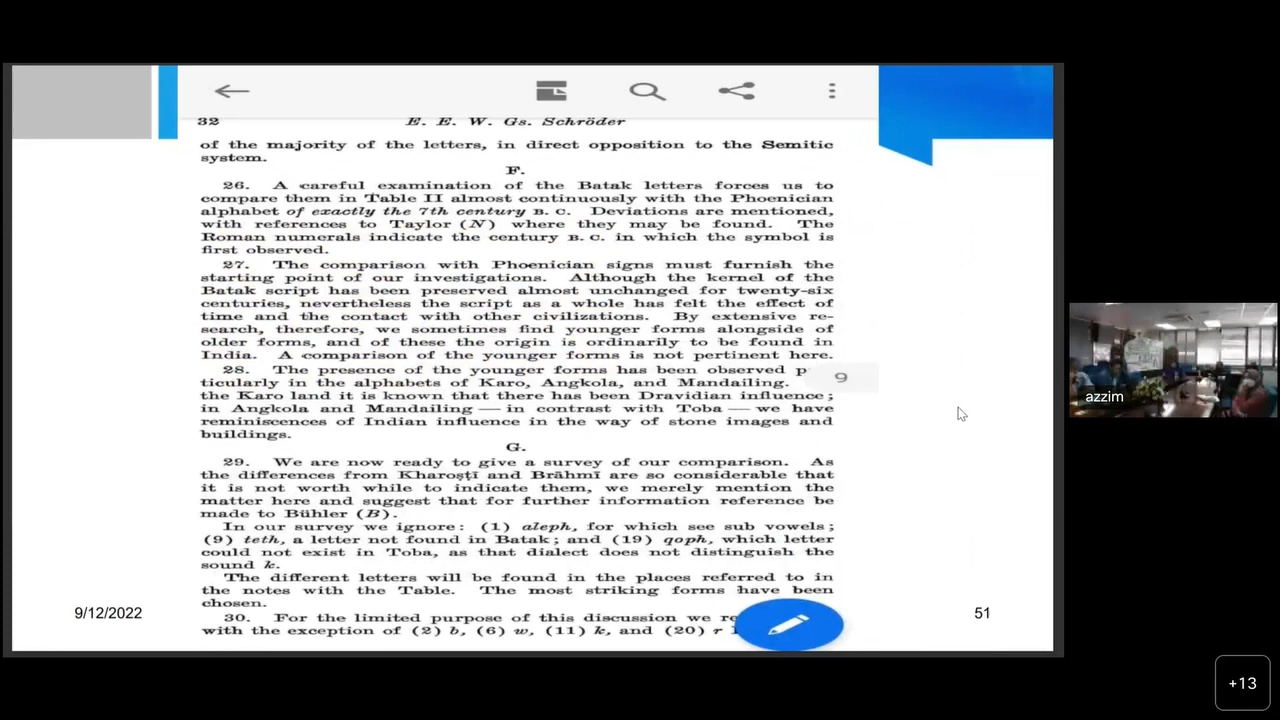 32 E. E. W. Gs. Schröder
of the majority of the letters, in direct opposition to the Semitic
system.
F.
26. A careful examination of the Batak letters forces us to
compare them in Table II almost continuously with the Phoenician
alphabet of exactly the 7th century B. C. Deviations are mentioned,
with references to Taylor (N) where they may be found. The
Roman numerals indicate the century B. C. in which the symbol is
first observed.
27. The comparison with Phoenician signs must furnish the
starting point of our investigations. Although the kernel of the
Batak script has been preserved almost unchanged for twenty-six
centuries, nevertheless the script as a whole has felt the effect of
time and the contact with other civilizations. By extensive re-
search, therefore, we sometimes find younger forms alongside of
older forms, and of these the origin is ordinarily to be found in
India. A comparison of the younger forms is not pertinent here.
28. The presence of the younger forms has been observed
ticularly in the alphabets of Karo, Angkola, and Mandailing.
the Karo land it is known that there has been Dravidian influence;
in Angkola and Mandailing — in contrast with Toba — we have
reminiscences of Indian influence in the way of stone images and
buildings.
9
G.
29. We are now ready to give a survey of our comparison. As
the differences from Kharoṣṭī and Brāhmī are so considerable that
it is not worth while to indicate them, we merely mention the
matter here and suggest that for further information reference be
made to Bühler (B).
In our survey we ignore: (1) aleph, for which see sub vowels;
(9) teth, a letter not found in Batak; and (19) qoph, which letter
could not exist in Toba, as that dialect does not distinguish the
sound k.
The different letters will be found in the places referred to in
the notes with the Table. The most striking forms have been
chosen.
30. For the limited purpose of this discussion we
with the exception of (2) b, (6) w, (11) k, and (20) r
9/12/2022
51
azzim
+13